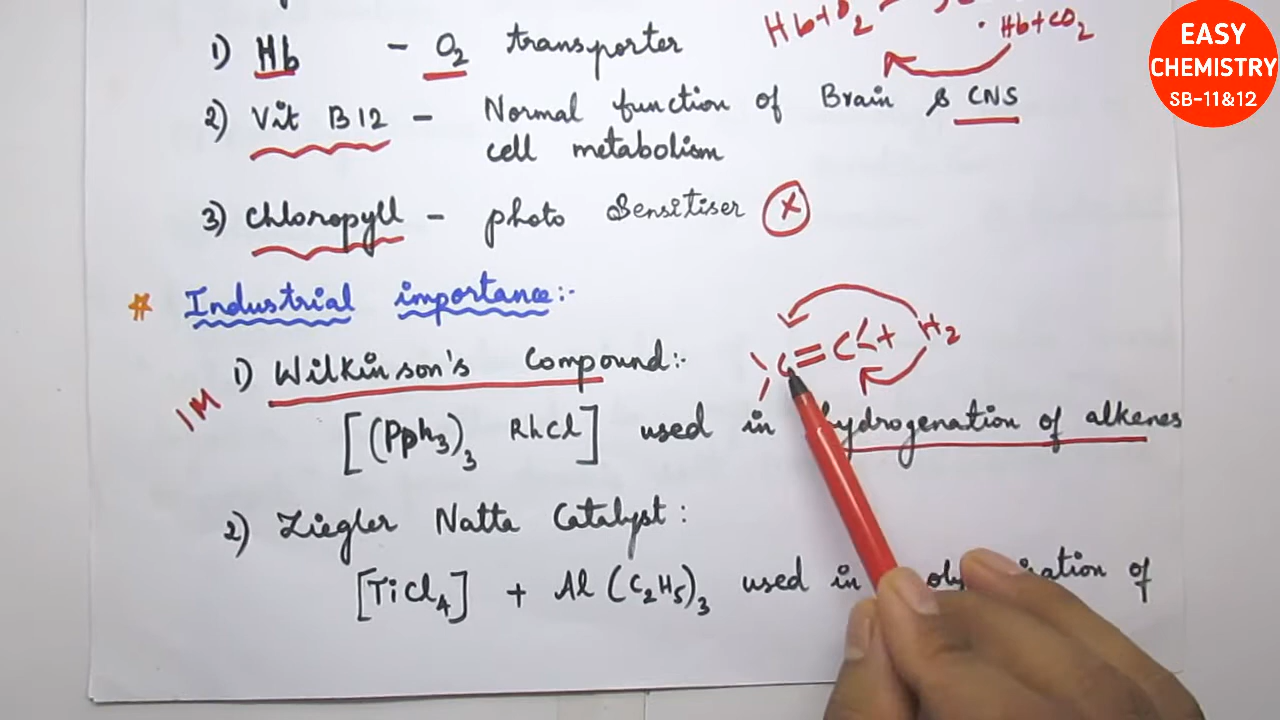 Hb+O2
Hb+CO2
EASY
CHEMISTRY
SB-11&12
1) Hb - O2 transporter
2) Vit B12 - Normal function of Brain & CNS
cell metabolism
3) Chloropyll - photo Sensitiser X
* Industrial importance:-
C=C + H2
1) Wilkinson's Compound:-
1M
[(Pph3)3 RhCl] used in hydrogenation of alkenes
2) Ziegler Natta Catalyst:
[TiCl4] + Al(C2H5)3 used in of